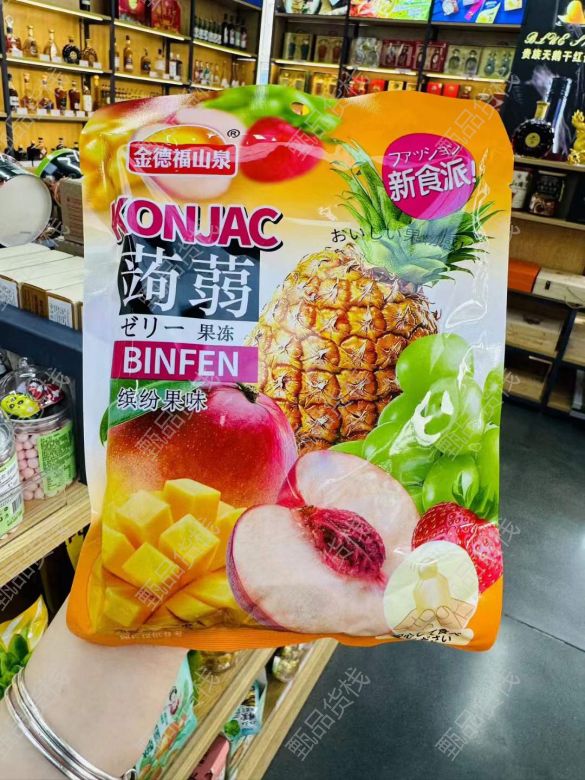 金德福山泉®
ファッション
新食派!
KONJAC
おいしい果
蒟蒻
ゼリー 果冻
BINFEN
缤纷果味
甄品货栈